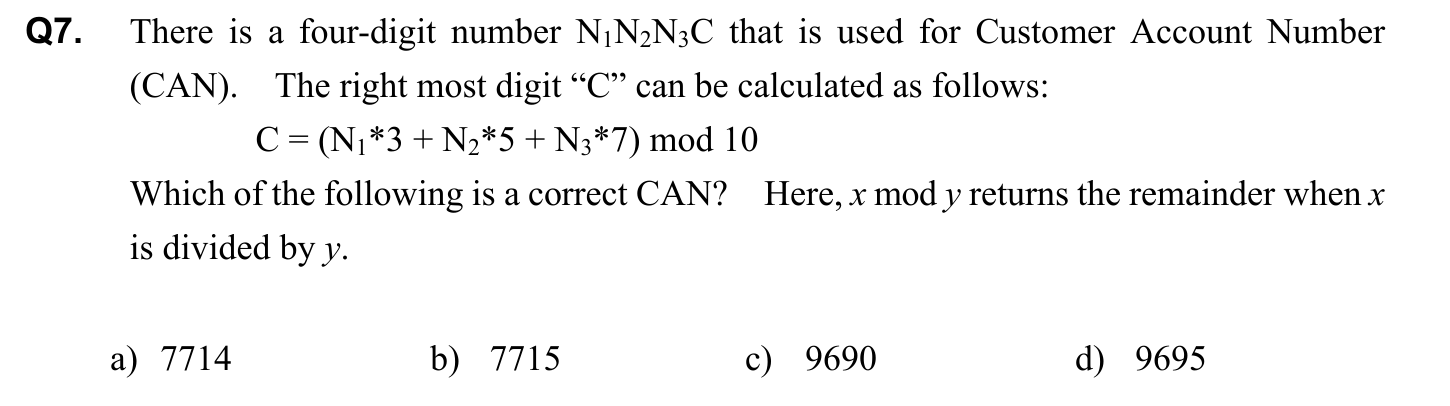 Q7. There is a four-digit number N₁N₂N₃C that is used for Customer Account Number
(CAN). The right most digit “C” can be calculated as follows:
C = (N₁*3 + N₂*5 + N₃*7) mod 10
Which of the following is a correct CAN? Here, x mod y returns the remainder when x
is divided by y.
a) 7714 b) 7715 c) 9690 d) 9695